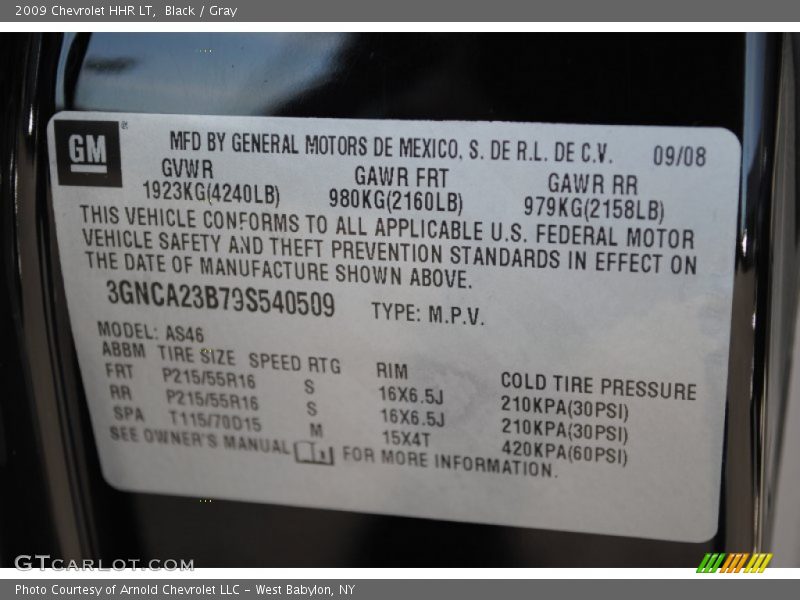 2009 Chevrolet HHR LT, Black / Gray
GM
MFD BY GENERAL MOTORS DE MEXICO, S. DE R.L. DE C.V. 09/08
GVWR GAWR FRT GAWR RR
1923KG(4240LB) 980KG(2160LB) 979KG(2158LB)
THIS VEHICLE CONFORMS TO ALL APPLICABLE U.S. FEDERAL MOTOR
VEHICLE SAFETY AND THEFT PREVENTION STANDARDS IN EFFECT ON
THE DATE OF MANUFACTURE SHOWN ABOVE.
3GNCA23B79S540509 TYPE: M.P.V.
MODEL: AS46
ABBM TIRE SIZE SPEED RTG RIM COLD TIRE PRESSURE
FRT P215/55R16 S 16X6.5J 210KPA(30PSI)
RR P215/55R16 S 16X6.5J 210KPA(30PSI)
SPA T115/70D15 M 15X4T 420KPA(60PSI)
SEE OWNER'S MANUAL FOR MORE INFORMATION.
GTCARLOT.COM
Photo Courtesy of Arnold Chevrolet LLC - West Babylon, NY